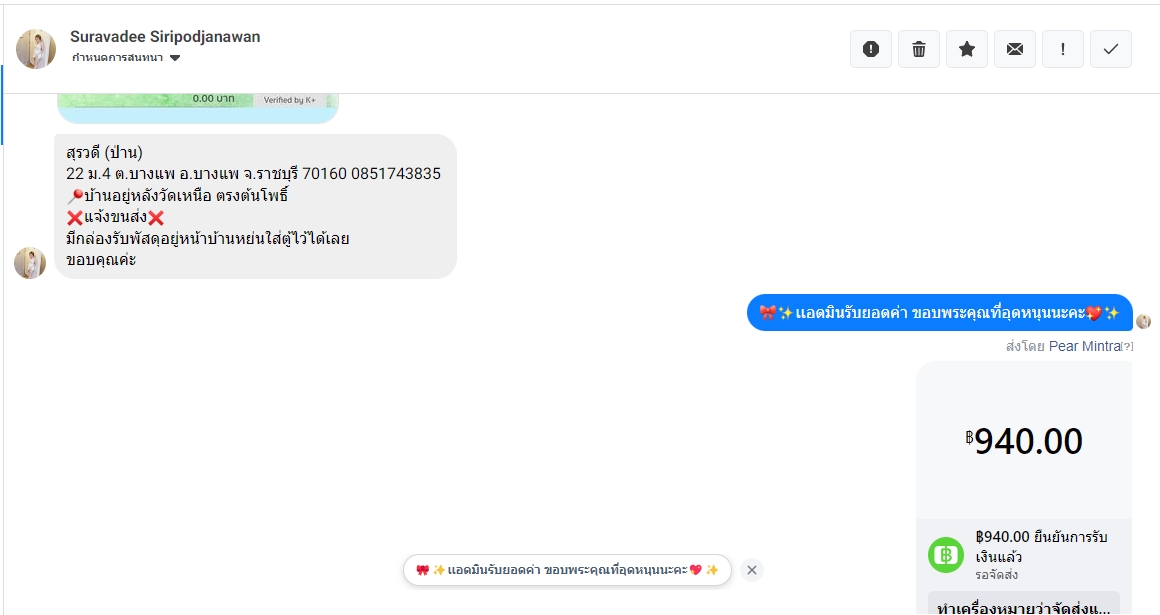 Suravadee Siripodjanawan
กำหนดการสนทนา
0.00 บาท
Verified by K+
สุรวดี (ป่าน)
22 ม.4 ต.บางแพ อ.บางแพ จ.ราชบุรี 70160 0851743835
📍บ้านอยู่หลังวัดเหนือ ตรงต้นโพธิ์
❌แจ้งขนส่ง❌
มีกล่องรับพัสดุอยู่หน้าบ้านหย่นใส่ตู้ไว้ได้เลย
ขอบคุณค่ะ
🎀✨แอดมินรับยอดค่า ขอบพระคุณที่อุดหนุนนะคะ💖✨
ส่งโดย Pear Mintra[?]
฿940.00
฿940.00 ยืนยันการรับ
เงินแล้ว
รอจัดส่ง
🎀✨แอดมินรับยอดค่า ขอบพระคุณที่อุดหนุนนะคะ💖✨
ทำเครื่องหมายว่าจัดส่งแ...